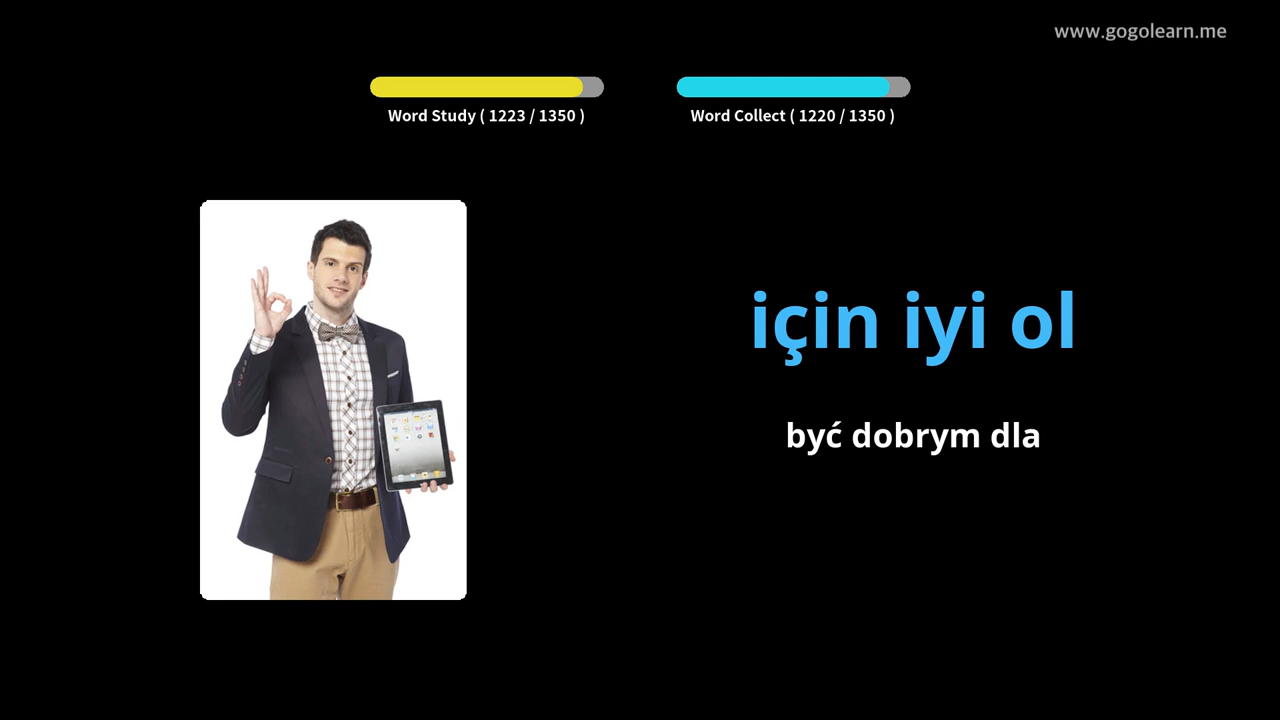 www.gogolearn.me
Word Study ( 1223 / 1350 )
Word Collect ( 1220 / 1350 )
için iyi ol
być dobrym dla